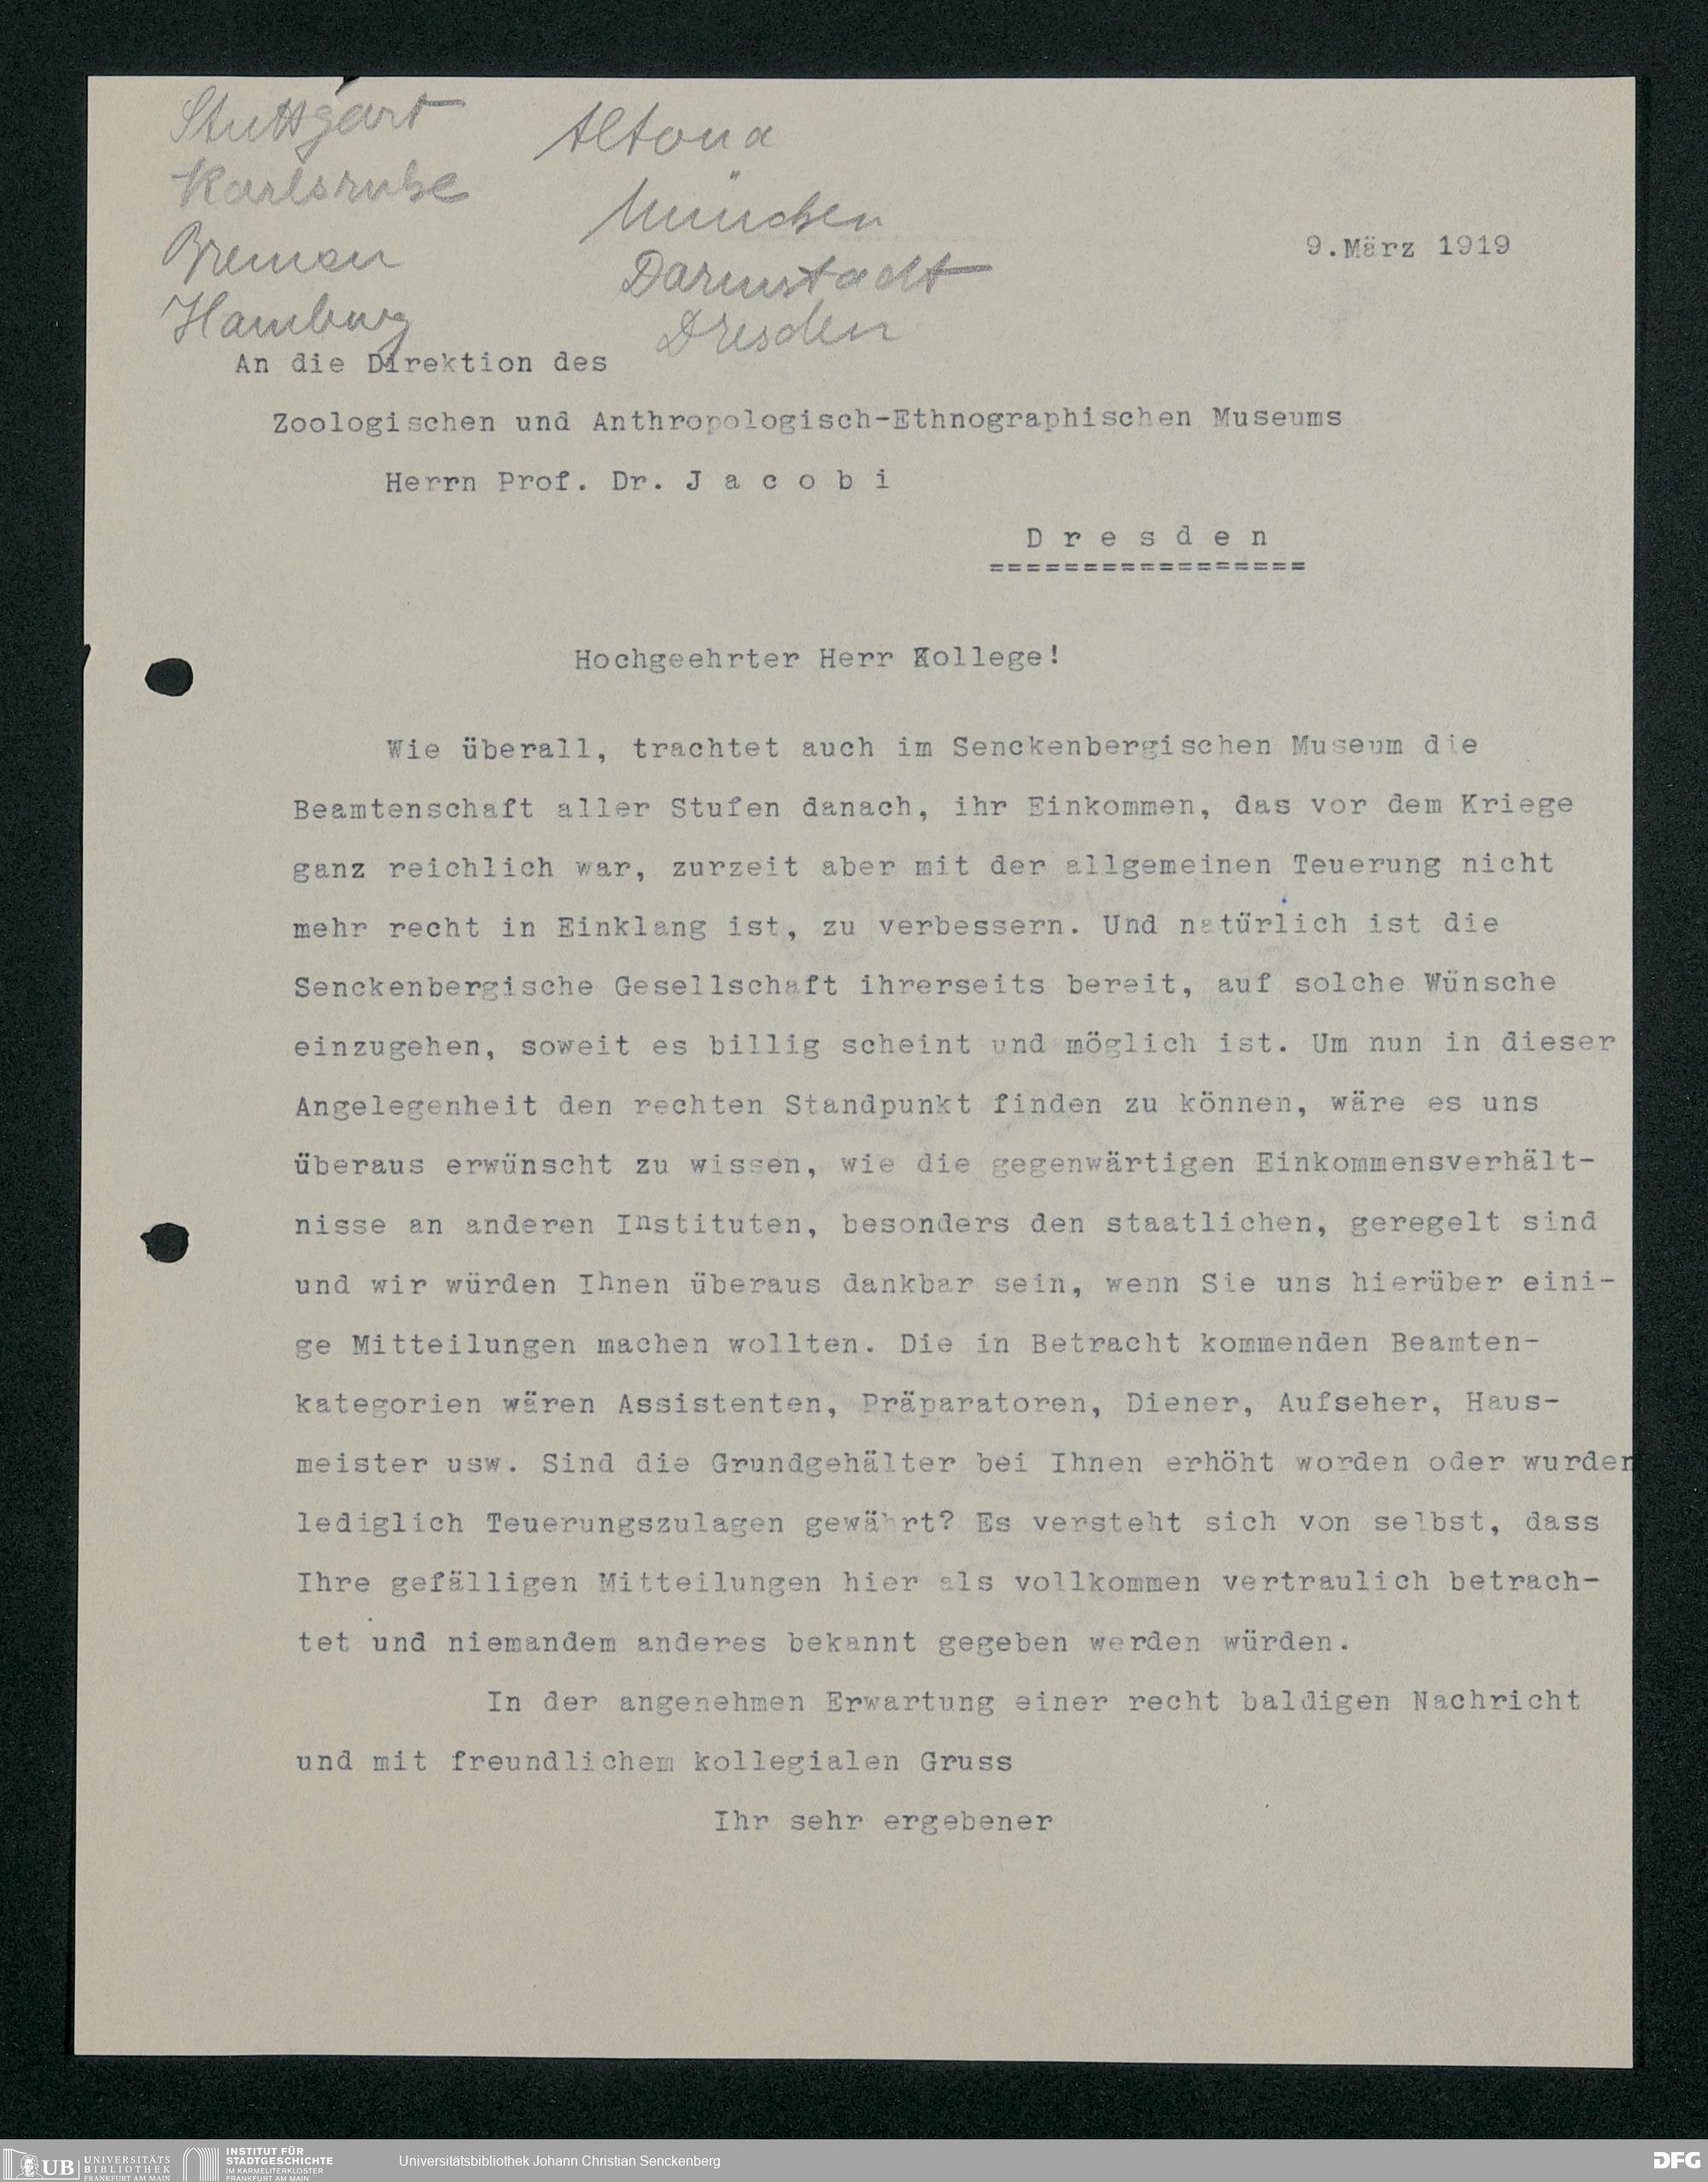 Stuttgart
Karlsruhe
Bremen
Hamburg
Altona
München
Darmstadt
Dresden
9.März 1919
An die Direktion des
Zoologischen und Anthropologisch-Ethnographischen Museums
Herrn Prof. Dr. J a c o b i
D r e s d e n
=================
Hochgeehrter Herr Kollege!
Wie überall, trachtet auch im Senckenbergischen Museum die
Beamtenschaft aller Stufen danach, ihr Einkommen, das vor dem Kriege
ganz reichlich war, zurzeit aber mit der allgemeinen Teuerung nicht
mehr recht in Einklang ist, zu verbessern. Und natürlich ist die
Senckenbergische Gesellschaft ihrerseits bereit, auf solche Wünsche
einzugehen, soweit es billig scheint und möglich ist. Um nun in dieser
Angelegenheit den rechten Standpunkt finden zu können, wäre es uns
überaus erwünscht zu wissen, wie die gegenwärtigen Einkommensverhält-
nisse an anderen Instituten, besonders den staatlichen, geregelt sind
und wir würden Ihnen überaus dankbar sein, wenn Sie uns hierüber eini-
ge Mitteilungen machen wollten. Die in Betracht kommenden Beamten-
kategorien wären Assistenten, Präparatoren, Diener, Aufseher, Haus-
meister usw. Sind die Grundgehälter bei Ihnen erhöht worden oder wurden
lediglich Teuerungszulagen gewährt? Es versteht sich von selbst, dass
Ihre gefälligen Mitteilungen hier als vollkommen vertraulich betrach-
tet und niemandem anderes bekannt gegeben werden würden.
In der angenehmen Erwartung einer recht baldigen Nachricht
und mit freundlichem kollegialen Gruss
Ihr sehr ergebener
UB UNIVERSITÄTS
BIBLIOTHEK
FRANKFURT AM MAIN
INSTITUT FÜR
STADTGESCHICHTE
IM KARMELITERKLOSTER
FRANKFURT AM MAIN
Universitätsbibliothek Johann Christian Senckenberg
DFG